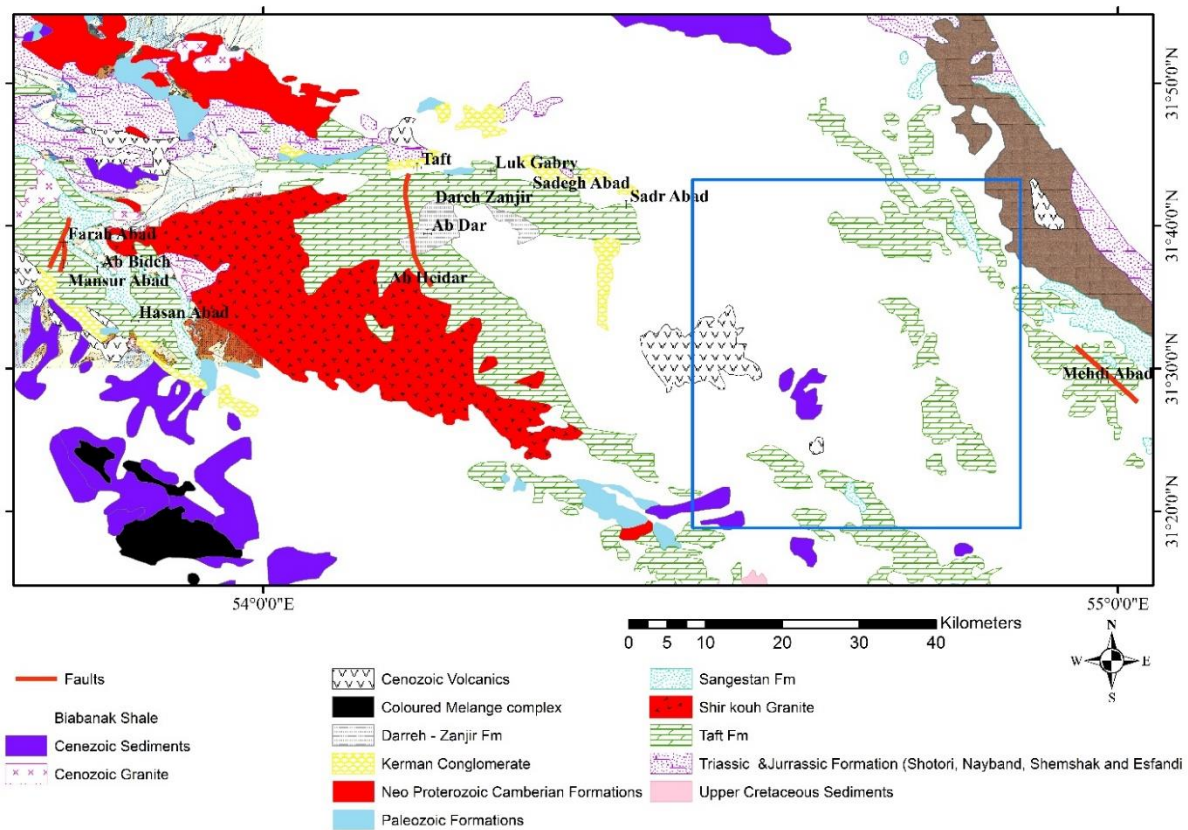 31°50'0"N
Taft
Luk Gabry
Sadegh Abad
Darch Zanjir
Sadr Abad
31°40'0"N
Farah Abad
Ab Dar
Ab Bideh
Mansur Abad
Ab Heidar
Hasan Abad
31°30'0"N
Mehdi Abad
31°20'0"N
54°0'0"E
55°0'0"E
0 5 10 20 30 40
Kilometers
N
W E
S
Faults
Biabanak Shale
Cenezoic Sediments
Cenozoic Granite
Cenozoic Volcanics
Coloured Melange complex
Darreh - Zanjir Fm
Kerman Conglomerate
Neo Proterozoic Camberian Formations
Paleozoic Formations
Sangestan Fm
Shir kouh Granite
Taft Fm
Triassic &Jurrassic Formation (Shotori, Nayband, Shemshak and Esfandi
Upper Cretaceous Sediments